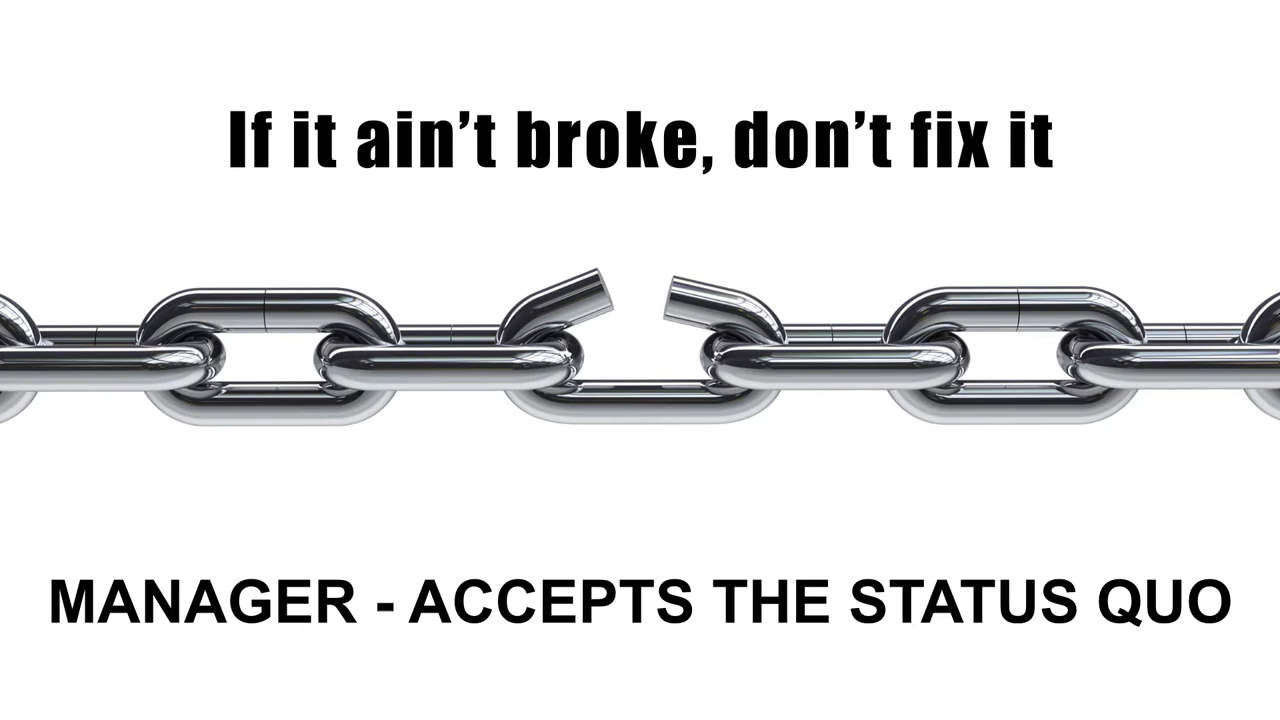 If it ain’t broke, don’t fix it
MANAGER - ACCEPTS THE STATUS QUO